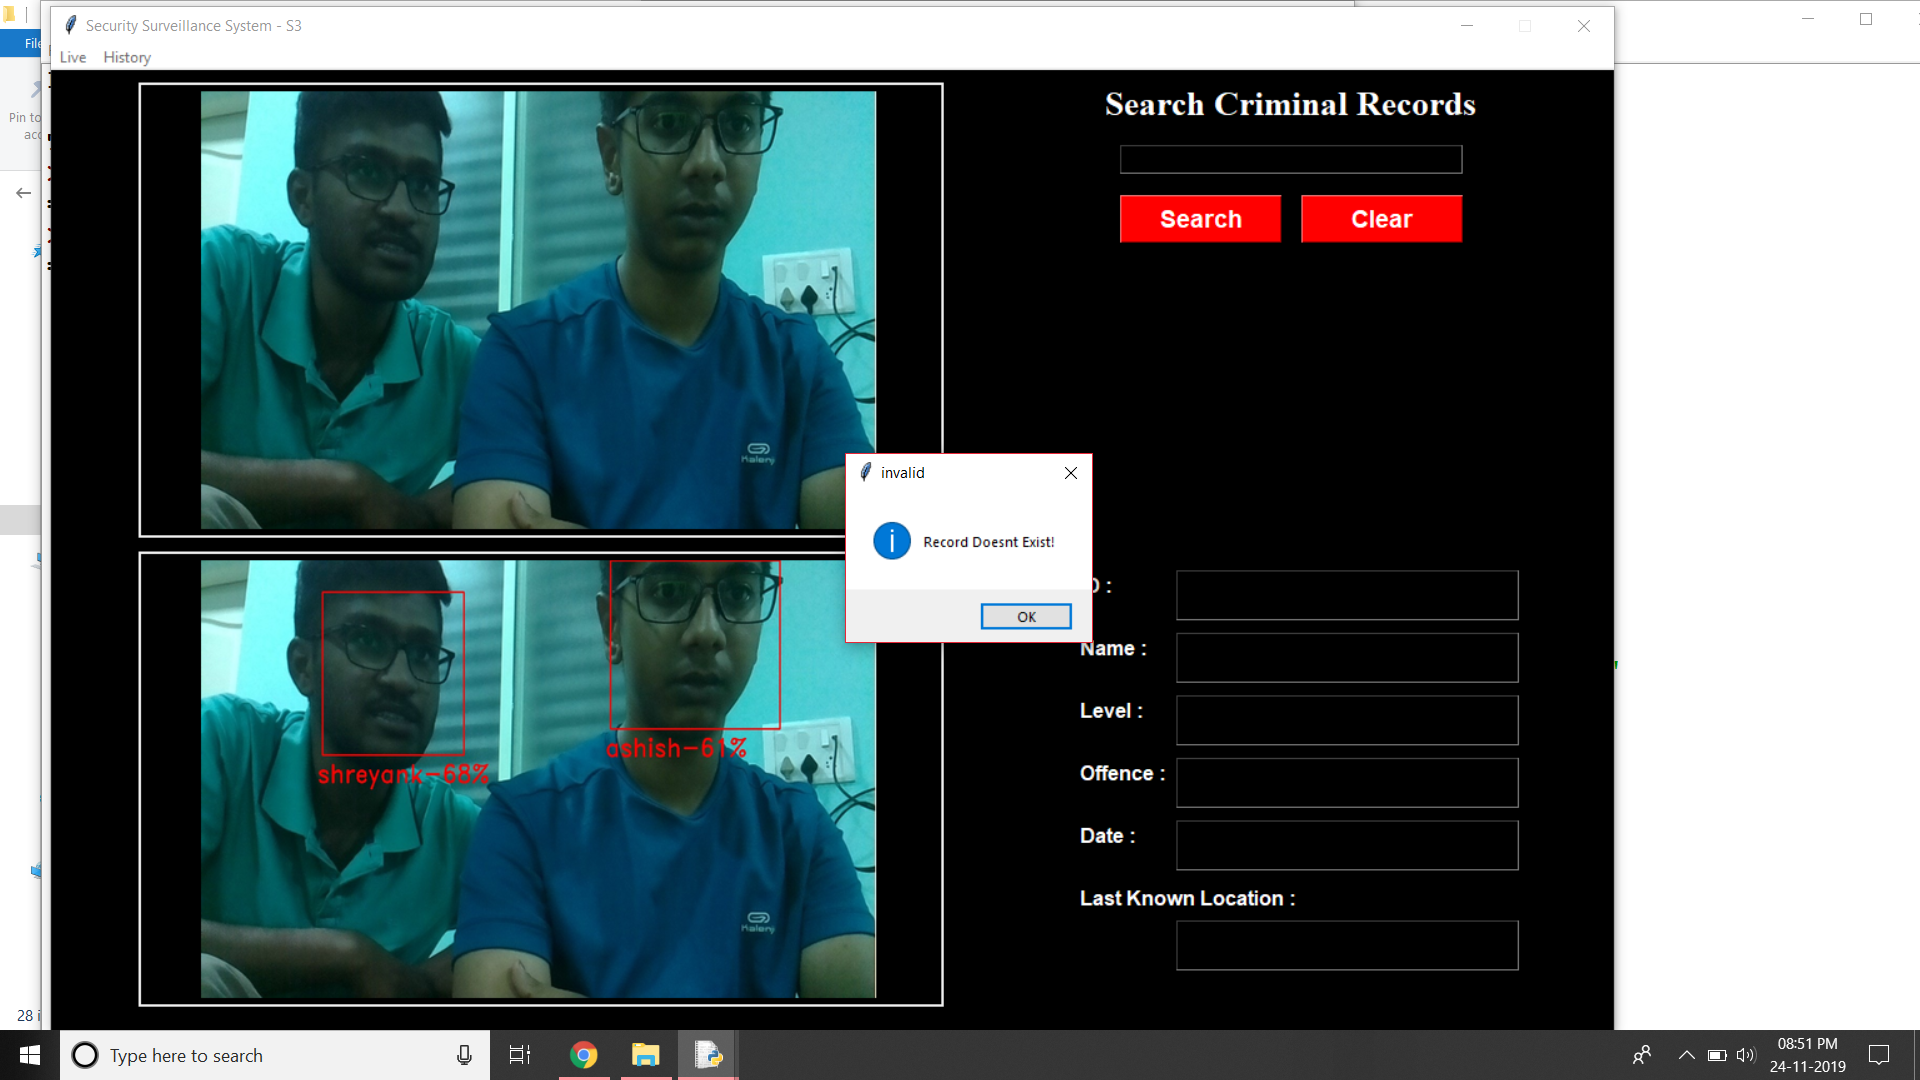 Security Surveillance System - S3
File
Live History
Pin to
acc
Search Criminal Records
Search Clear
Kalenji
invalid
Record Doesnt Exist!
OK
D :
Name :
Level :
Offence :
Date :
Last Known Location :
shreyank-68%
ashish-61%
Kalenji
28 i
Type here to search
08:51 PM
24-11-2019